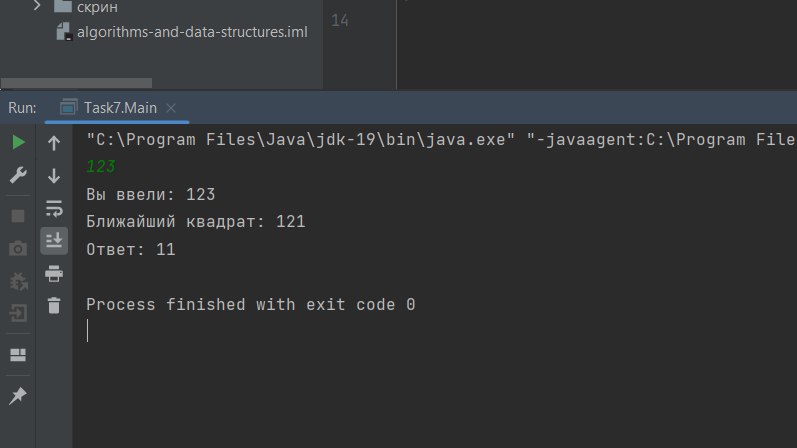 скрин
algorithms-and-data-structures.iml
14
Run: Task7.Main
"C:\Program Files\Java\jdk-19\bin\java.exe" "-javaagent:C:\Program File
123
Вы ввели: 123
Ближайший квадрат: 121
Ответ: 11
Process finished with exit code 0